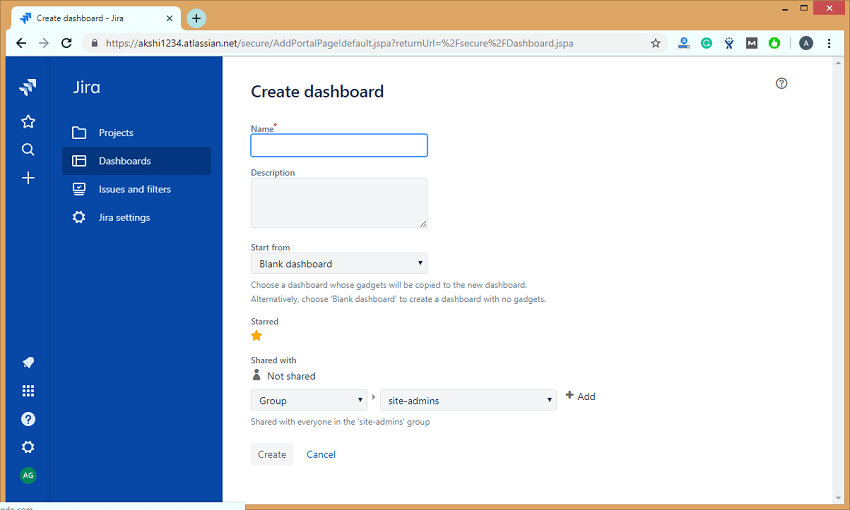 Create dashboard - Jira
https://akshi1234.atlassian.net/secure/AddPortalPage!default.jspa?returnUrl=%2Fsecure%2FDashboard.jspa
A
Jira
Projects
Dashboards
Issues and filters
Jira settings
AG
Create dashboard
Name*
Description
Start from
Blank dashboard
Choose a dashboard whose gadgets will be copied to the new dashboard.
Alternatively, choose 'Blank dashboard' to create a dashboard with no gadgets.
Starred
Shared with
Not shared
Group
site-admins
Add
Shared with everyone in the 'site-admins' group
Create
Cancel